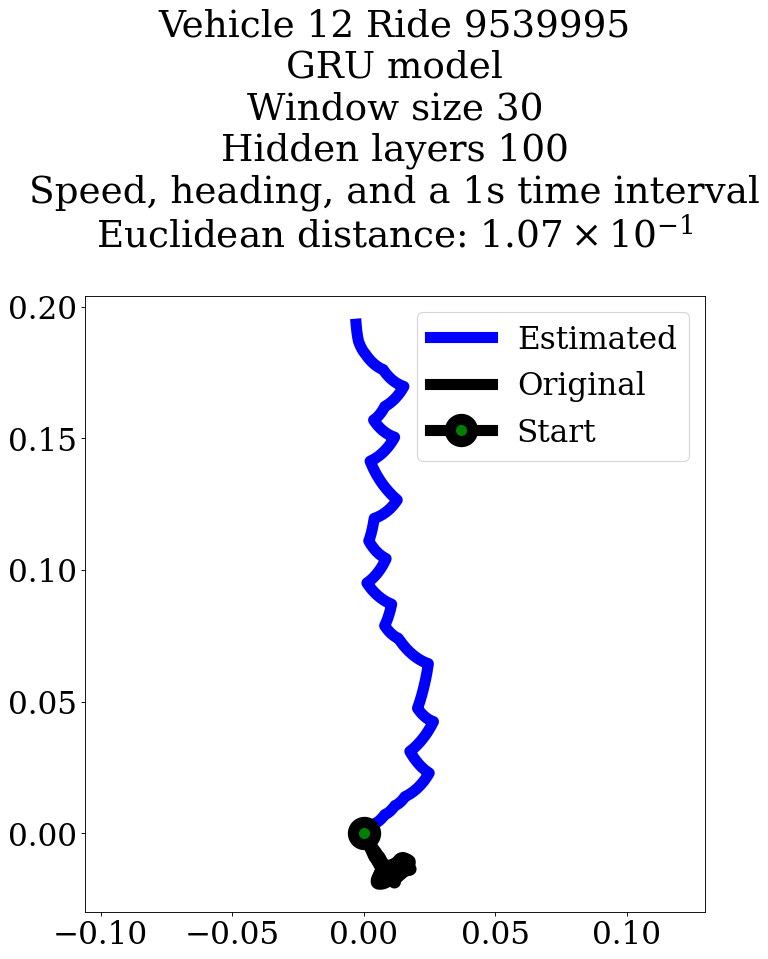 Vehicle 12 Ride 9539995
GRU model
Window size 30
Hidden layers 100
Speed, heading, and a 1s time interval
Euclidean distance: 1.07 × 10⁻¹
Estimated
Original
Start
0.20
0.15
0.10
0.05
0.00
−0.10 −0.05 0.00 0.05 0.10